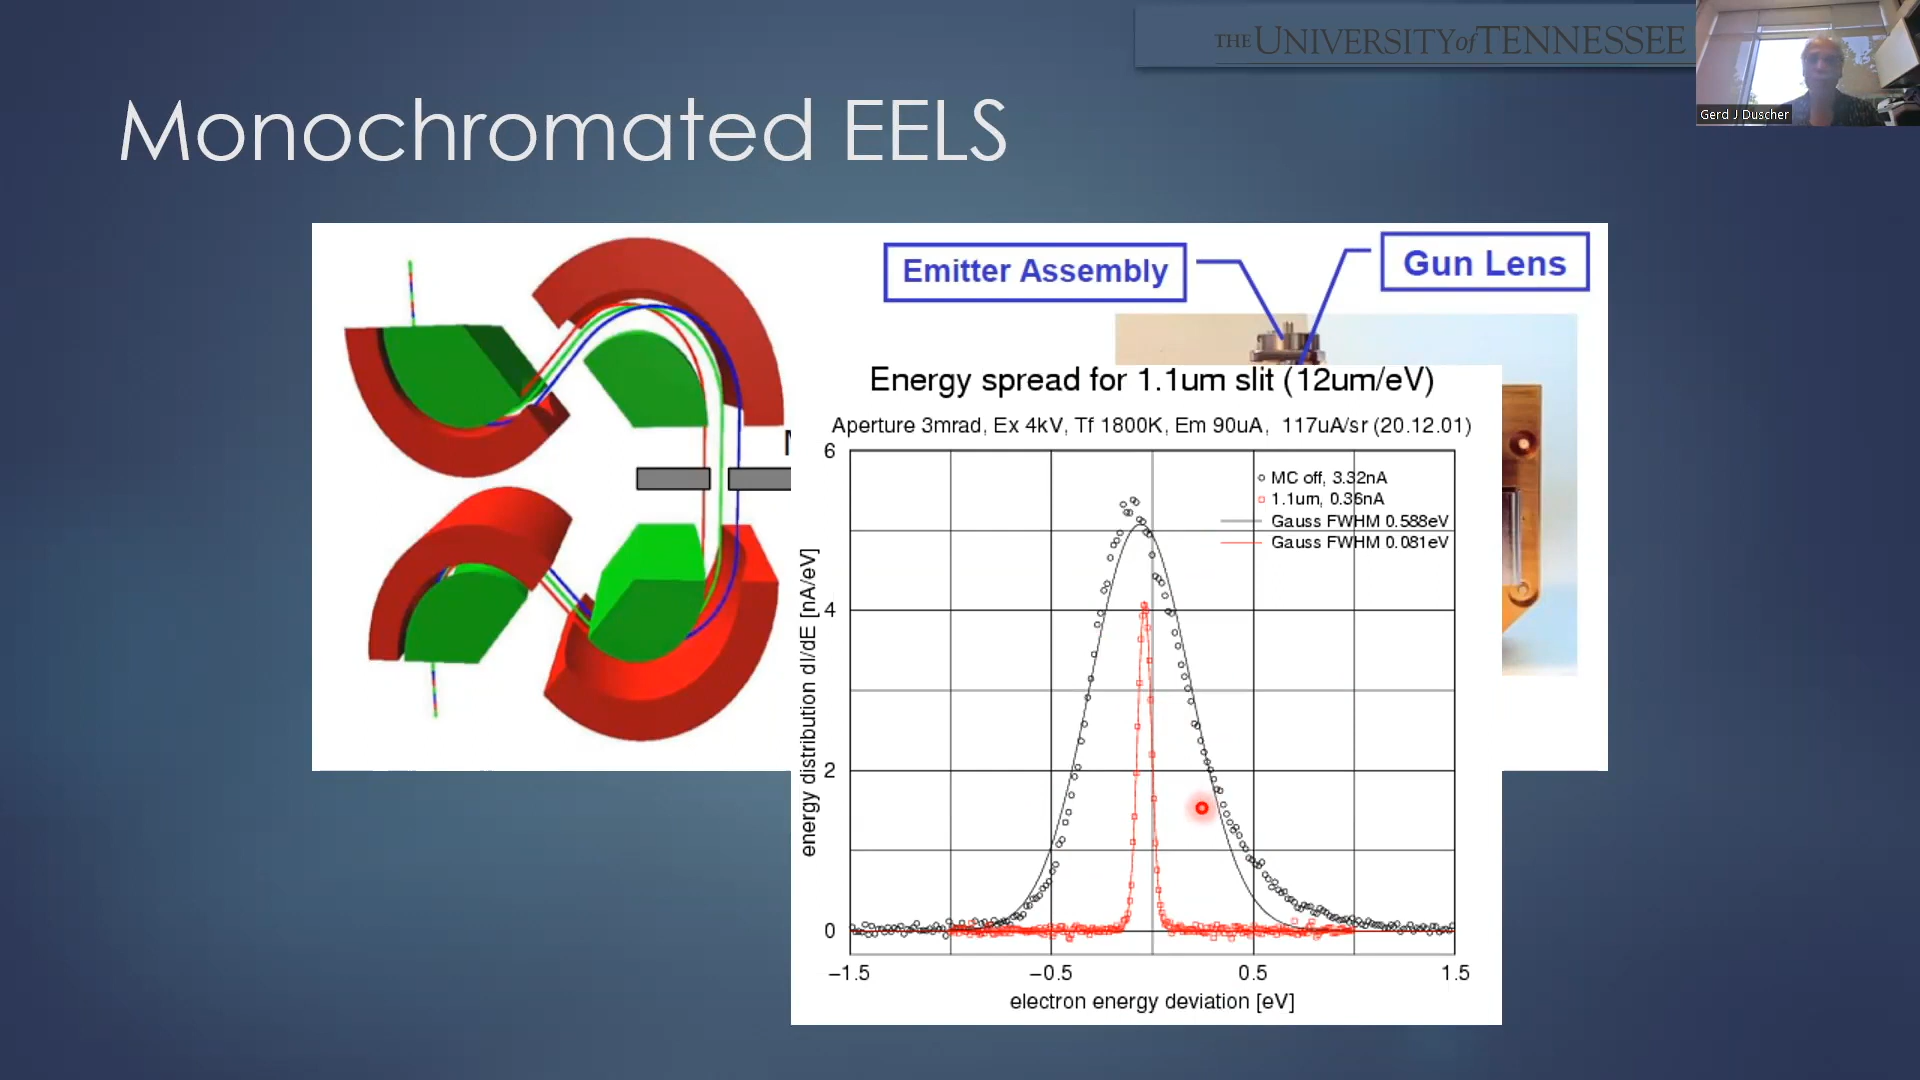 THE UNIVERSITY of TENNESSEE
Gerd J Duscher
Monochromated EELS
Emitter Assembly
Gun Lens
Energy spread for 1.1um slit (12um/eV)
Aperture 3mrad, Ex 4kV, Tf 1800K, Em 90uA, 117uA/sr (20.12.01)
MC off, 3.32nA
1.1um, 0.36nA
Gauss FWHM 0.588eV
Gauss FWHM 0.081eV
energy distribution dI/dE [nA/eV]
6
4
2
0
−1.5
−0.5
0.5
1.5
electron energy deviation [eV]